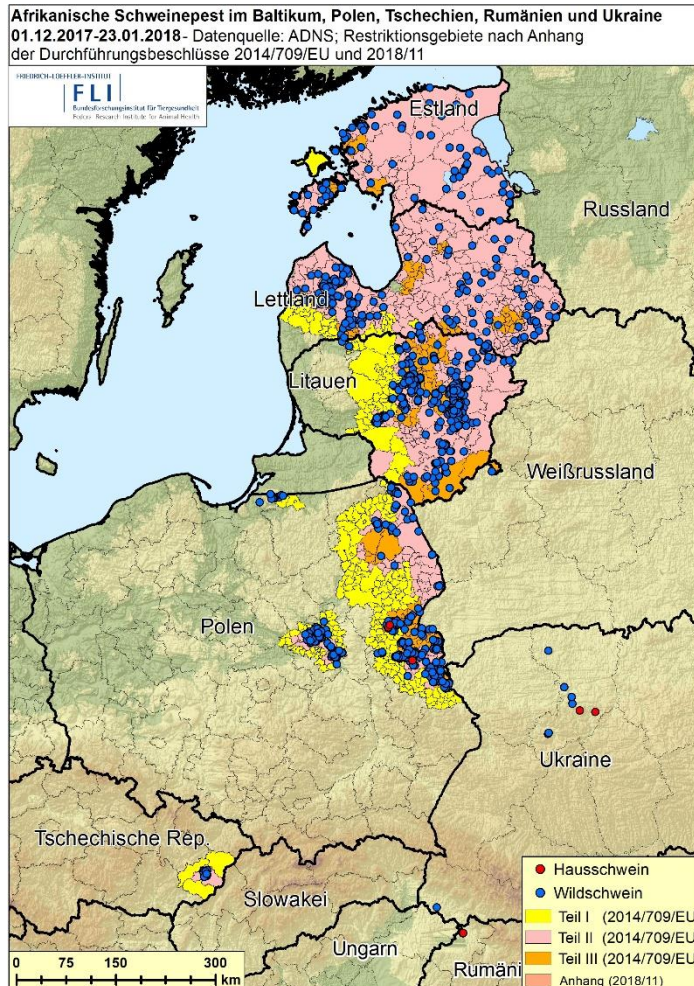 Afrikanische Schweinepest im Baltikum, Polen, Tschechien, Rumänien und Ukraine
01.12.2017-23.01.2018 - Datenquelle: ADNS; Restriktionsgebiete nach Anhang
der Durchführungsbeschlüsse 2014/709/EU und 2018/11
FRIEDRICH-LOEFFLER-INSTITUT
FLI
Bundesforschungsinstitut für Tiergesundheit
Federal Research Institute for Animal Health
Estland
Russland
Lettland
Litauen
Weißrussland
Polen
Ukraine
Tschechische Rep.
Slowakei
Ungarn
Rumäni
Hausschwein
Wildschwein
Teil I (2014/709/EU
Teil II (2014/709/EU
Teil III (2014/709/EU
Anhang (2018/11)
0 75 150 300
km